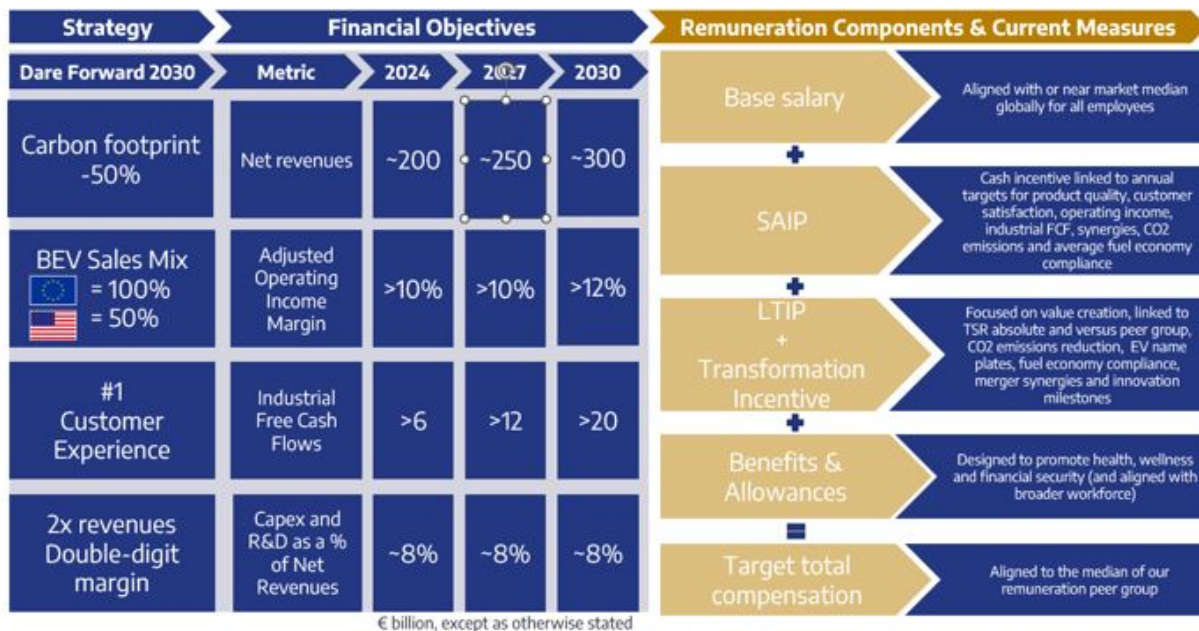 Strategy
Financial Objectives
Remuneration Components & Current Measures
Dare Forward 2030
Metric
2024
2027
2030
Carbon footprint
-50%
Net revenues
~200
~250
~300
BEV Sales Mix
= 100%
= 50%
Adjusted
Operating
Income
Margin
>10%
>10%
>12%
#1
Customer
Experience
Industrial
Free Cash
Flows
>6
>12
>20
2x revenues
Double-digit
margin
Capex and
R&D as a %
of Net
Revenues
~8%
~8%
~8%
€ billion, except as otherwise stated
Base salary
Aligned with or near market median
globally for all employees
+
SAIP
Cash incentive linked to annual
targets for product quality, customer
satisfaction, operating income,
industrial FCF, synergies, CO2
emissions and average fuel economy
compliance
+
LTIP
+
Transformation
Incentive
Focused on value creation, linked to
TSR absolute and versus peer group,
CO2 emissions reduction, EV name
plates, fuel economy compliance,
merger synergies and innovation
milestones
+
Benefits &
Allowances
Designed to promote health, wellness
and financial security (and aligned with
broader workforce)
=
Target total
compensation
Aligned to the median of our
remuneration peer group